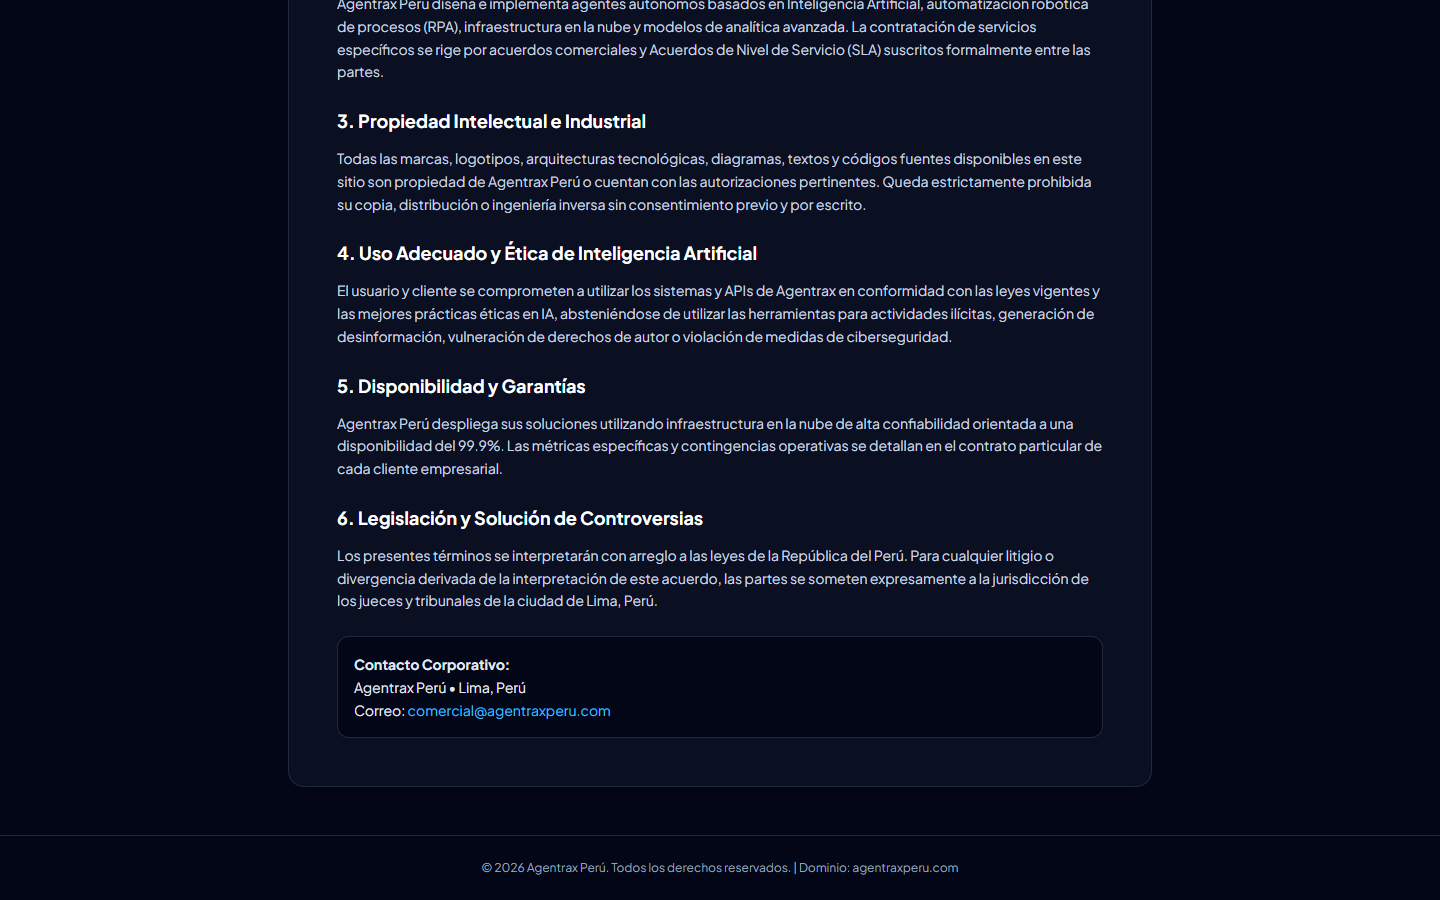 Agentrax Perú diseña e implementa agentes autónomos basados en Inteligencia Artificial, automatización robótica
de procesos (RPA), infraestructura en la nube y modelos de analítica avanzada. La contratación de servicios
específicos se rige por acuerdos comerciales y Acuerdos de Nivel de Servicio (SLA) suscritos formalmente entre las
partes.
3. Propiedad Intelectual e Industrial
Todas las marcas, logotipos, arquitecturas tecnológicas, diagramas, textos y códigos fuentes disponibles en este
sitio son propiedad de Agentrax Perú o cuentan con las autorizaciones pertinentes. Queda estrictamente prohibida
su copia, distribución o ingeniería inversa sin consentimiento previo y por escrito.
4. Uso Adecuado y Ética de Inteligencia Artificial
El usuario y cliente se comprometen a utilizar los sistemas y APIs de Agentrax en conformidad con las leyes vigentes y
las mejores prácticas éticas en IA, absteniéndose de utilizar las herramientas para actividades ilícitas, generación de
desinformación, vulneración de derechos de autor o violación de medidas de ciberseguridad.
5. Disponibilidad y Garantías
Agentrax Perú despliega sus soluciones utilizando infraestructura en la nube de alta confiabilidad orientada a una
disponibilidad del 99.9%. Las métricas específicas y contingencias operativas se detallan en el contrato particular de
cada cliente empresarial.
6. Legislación y Solución de Controversias
Los presentes términos se interpretarán con arreglo a las leyes de la República del Perú. Para cualquier litigio o
divergencia derivada de la interpretación de este acuerdo, las partes se someten expresamente a la jurisdicción de
los jueces y tribunales de la ciudad de Lima, Perú.
Contacto Corporativo:
Agentrax Perú • Lima, Perú
Correo: comercial@agentraxperu.com
© 2026 Agentrax Perú. Todos los derechos reservados. | Dominio: agentraxperu.com